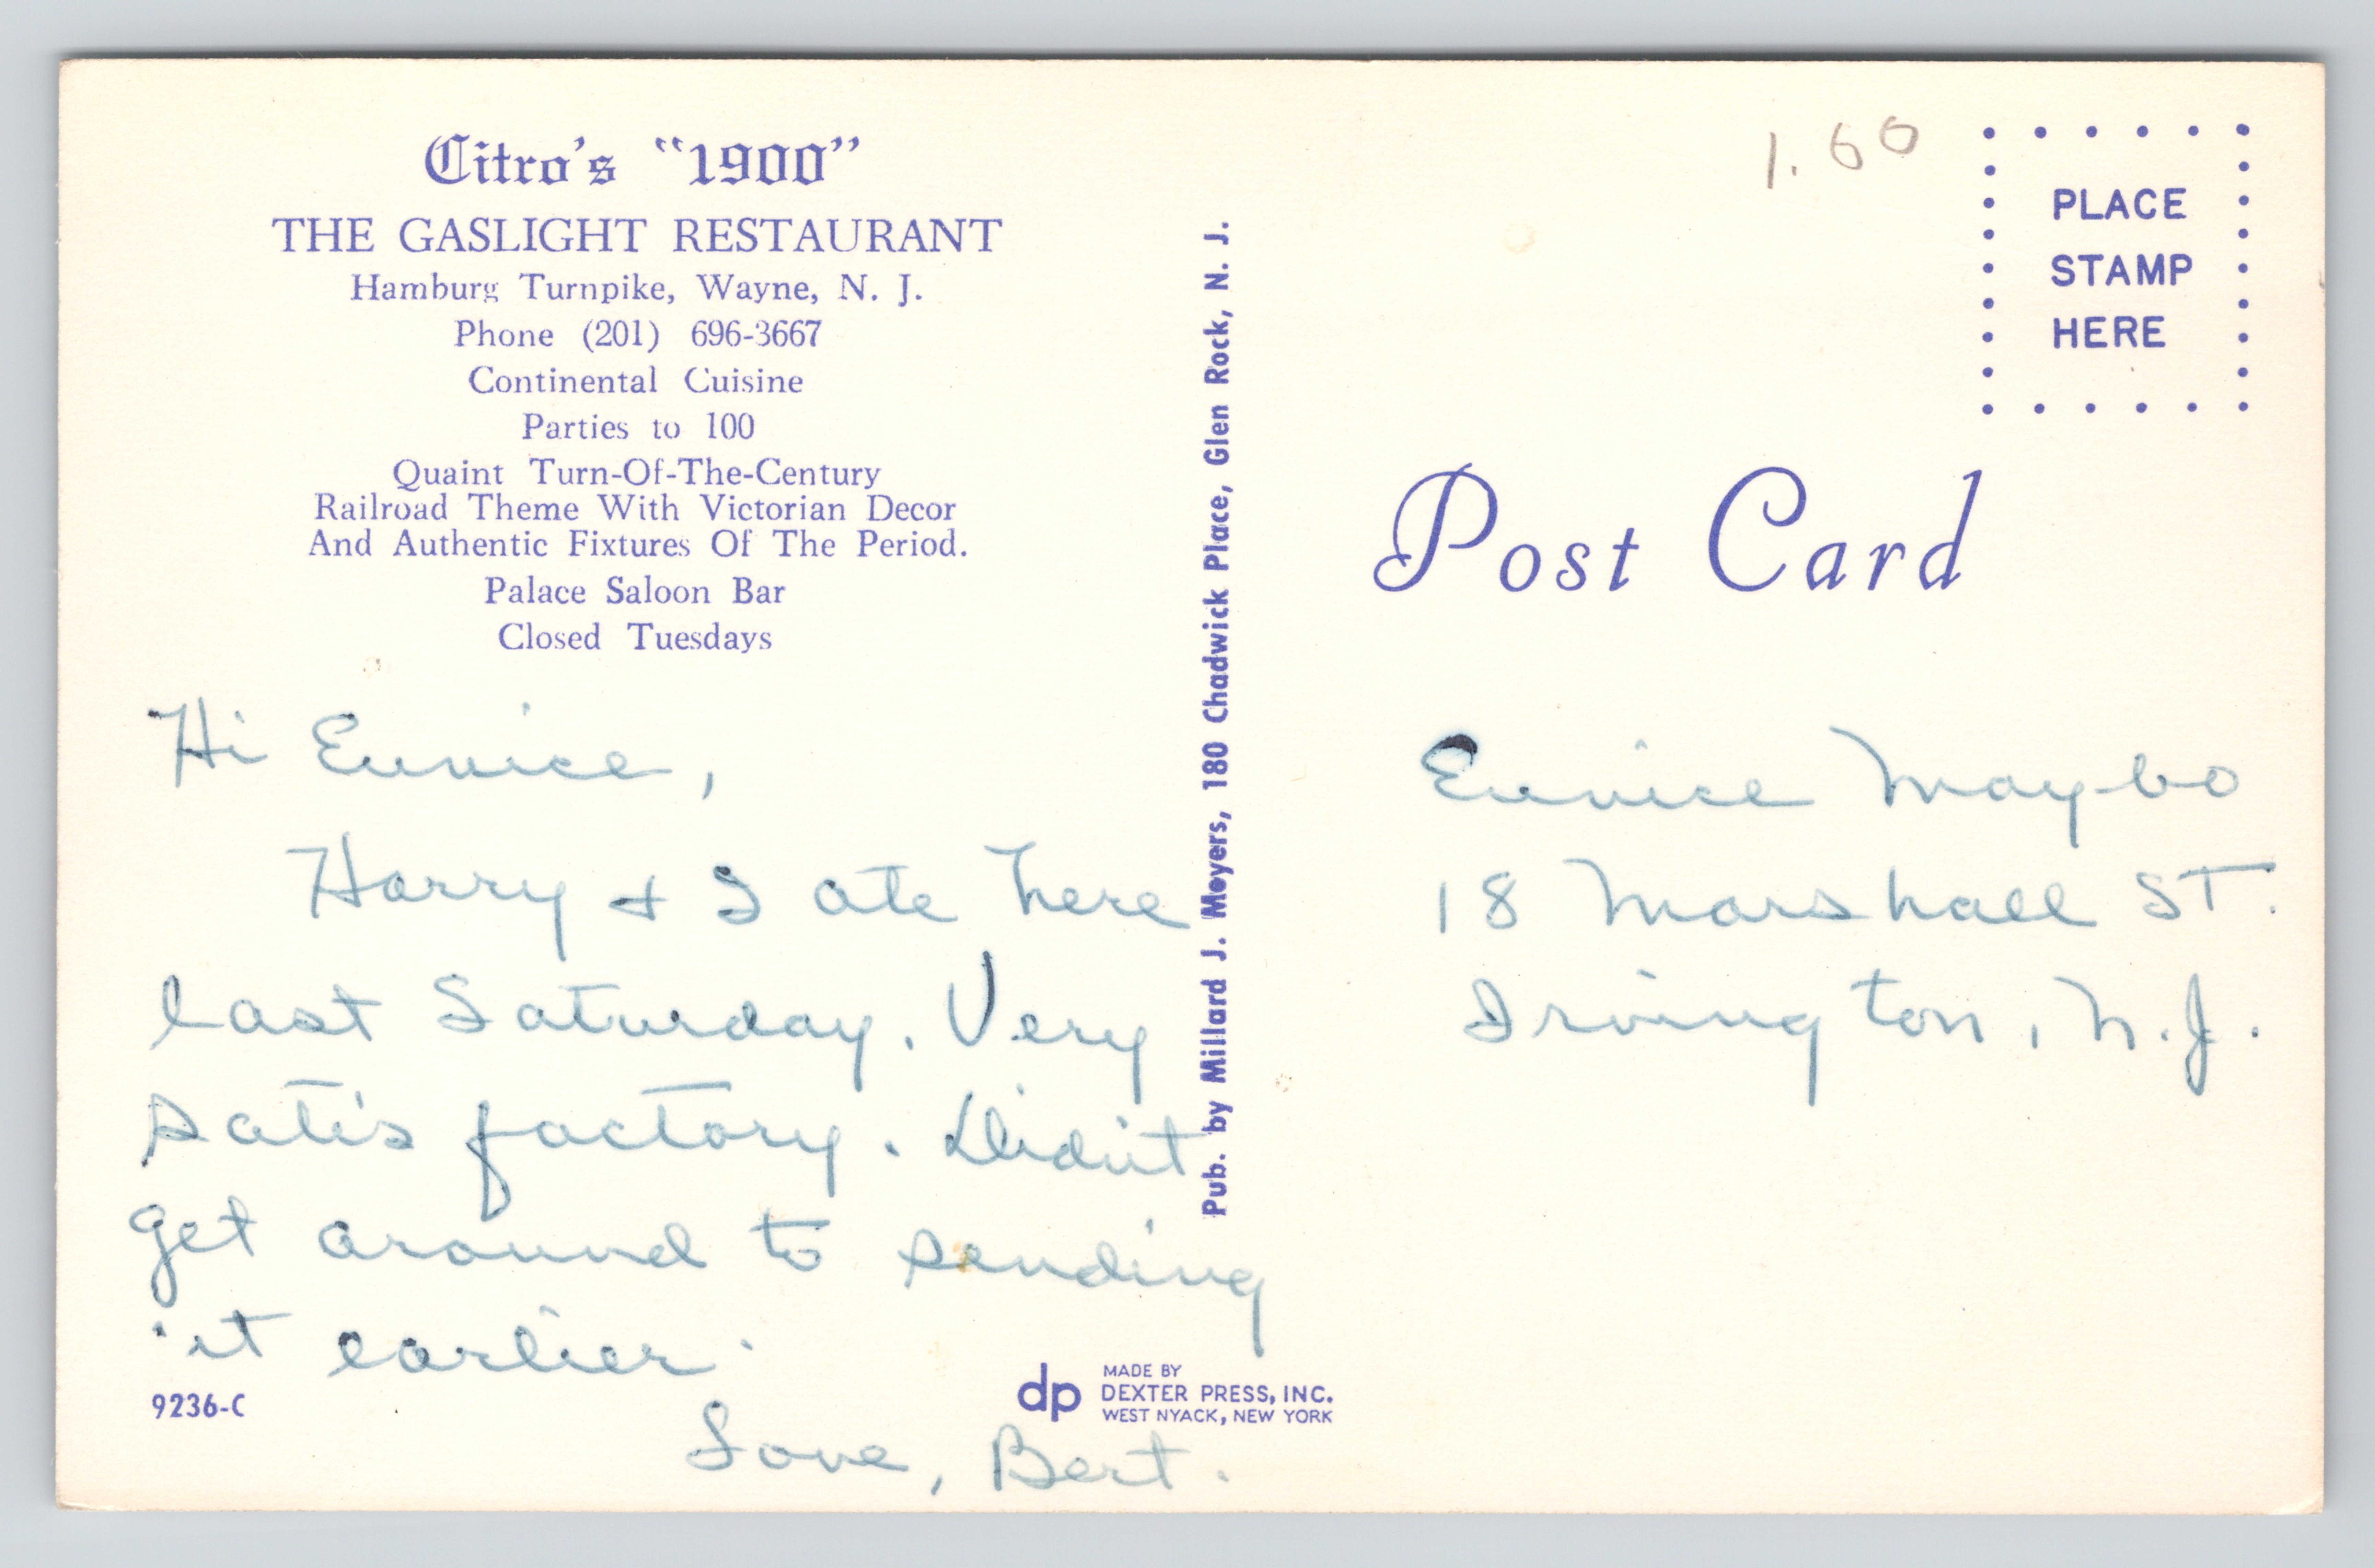 Citro's "1900"
THE GASLIGHT RESTAURANT
Hamburg Turnpike, Wayne, N. J.
Phone (201) 696-3667
Continental Cuisine
Parties to 100
Quaint Turn-Of-The-Century
Railroad Theme With Victorian Decor
And Authentic Fixtures Of The Period.
Palace Saloon Bar
Closed Tuesdays
Hi Eunice,
Harry + I ate here
last Saturday. Very
satisfactory. Didn't
get around to sending
it earlier.
Love, Bert.
9236-C
dp
MADE BY
DEXTER PRESS, INC.
WEST NYACK, NEW YORK
Pub. by Millard J. Meyers, 180 Chadwick Place, Glen Rock, N. J.
1.60
PLACE
STAMP
HERE
Post Card
Eunice Maybo
18 Marshall ST.
Irvington, N.J.